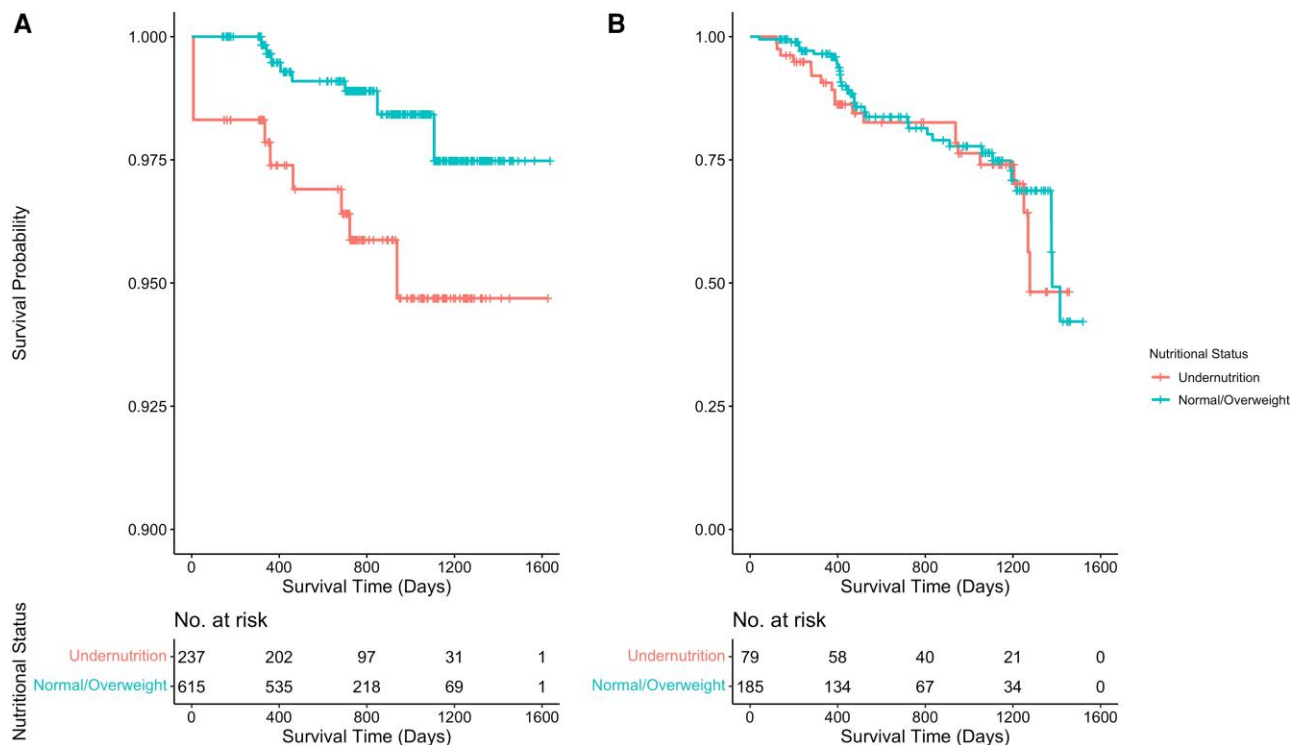 A
B
Survival Probability
1.000
0.975
0.950
0.925
0.900
0 400 800 1200 1600
Survival Time (Days)
1.00
0.75
0.50
0.25
0.00
0 400 800 1200 1600
Survival Time (Days)
Nutritional Status
Undernutrition
Normal/Overweight
Nutritional Status
No. at risk
Undernutrition 237 202 97 31 1
Normal/Overweight 615 535 218 69 1
0 400 800 1200 1600
Survival Time (Days)
No. at risk
Undernutrition 79 58 40 21 0
Normal/Overweight 185 134 67 34 0
0 400 800 1200 1600
Survival Time (Days)